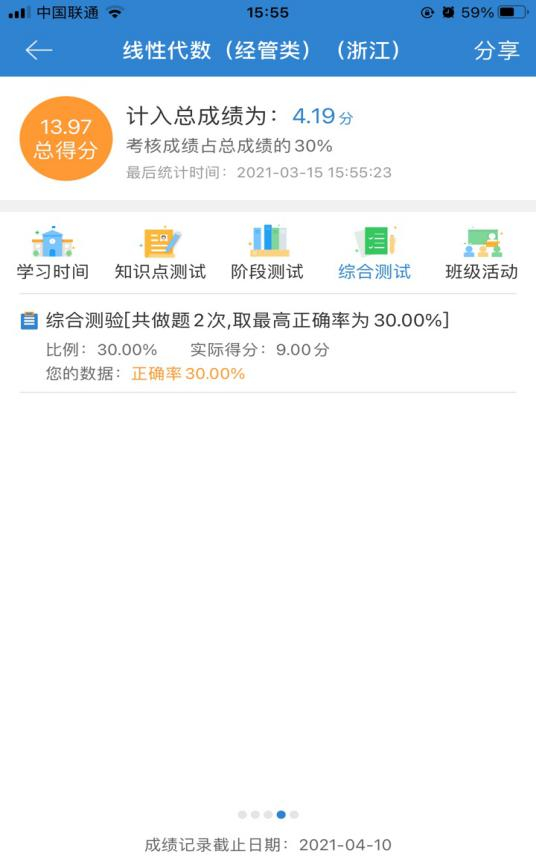 中国联通
15:55
59%
线性代数（经管类）（浙江）
分享
13.97
总得分
计入总成绩为：4.19分
考核成绩占总成绩的30%
最后统计时间：2021-03-15 15:55:23
学习时间
知识点测试
阶段测试
综合测试
班级活动
综合测验[共做题2次,取最高正确率为30.00%]
比例：30.00% 实际得分：9.00分
您的数据：正确率30.00%
成绩记录截止日期：2021-04-10